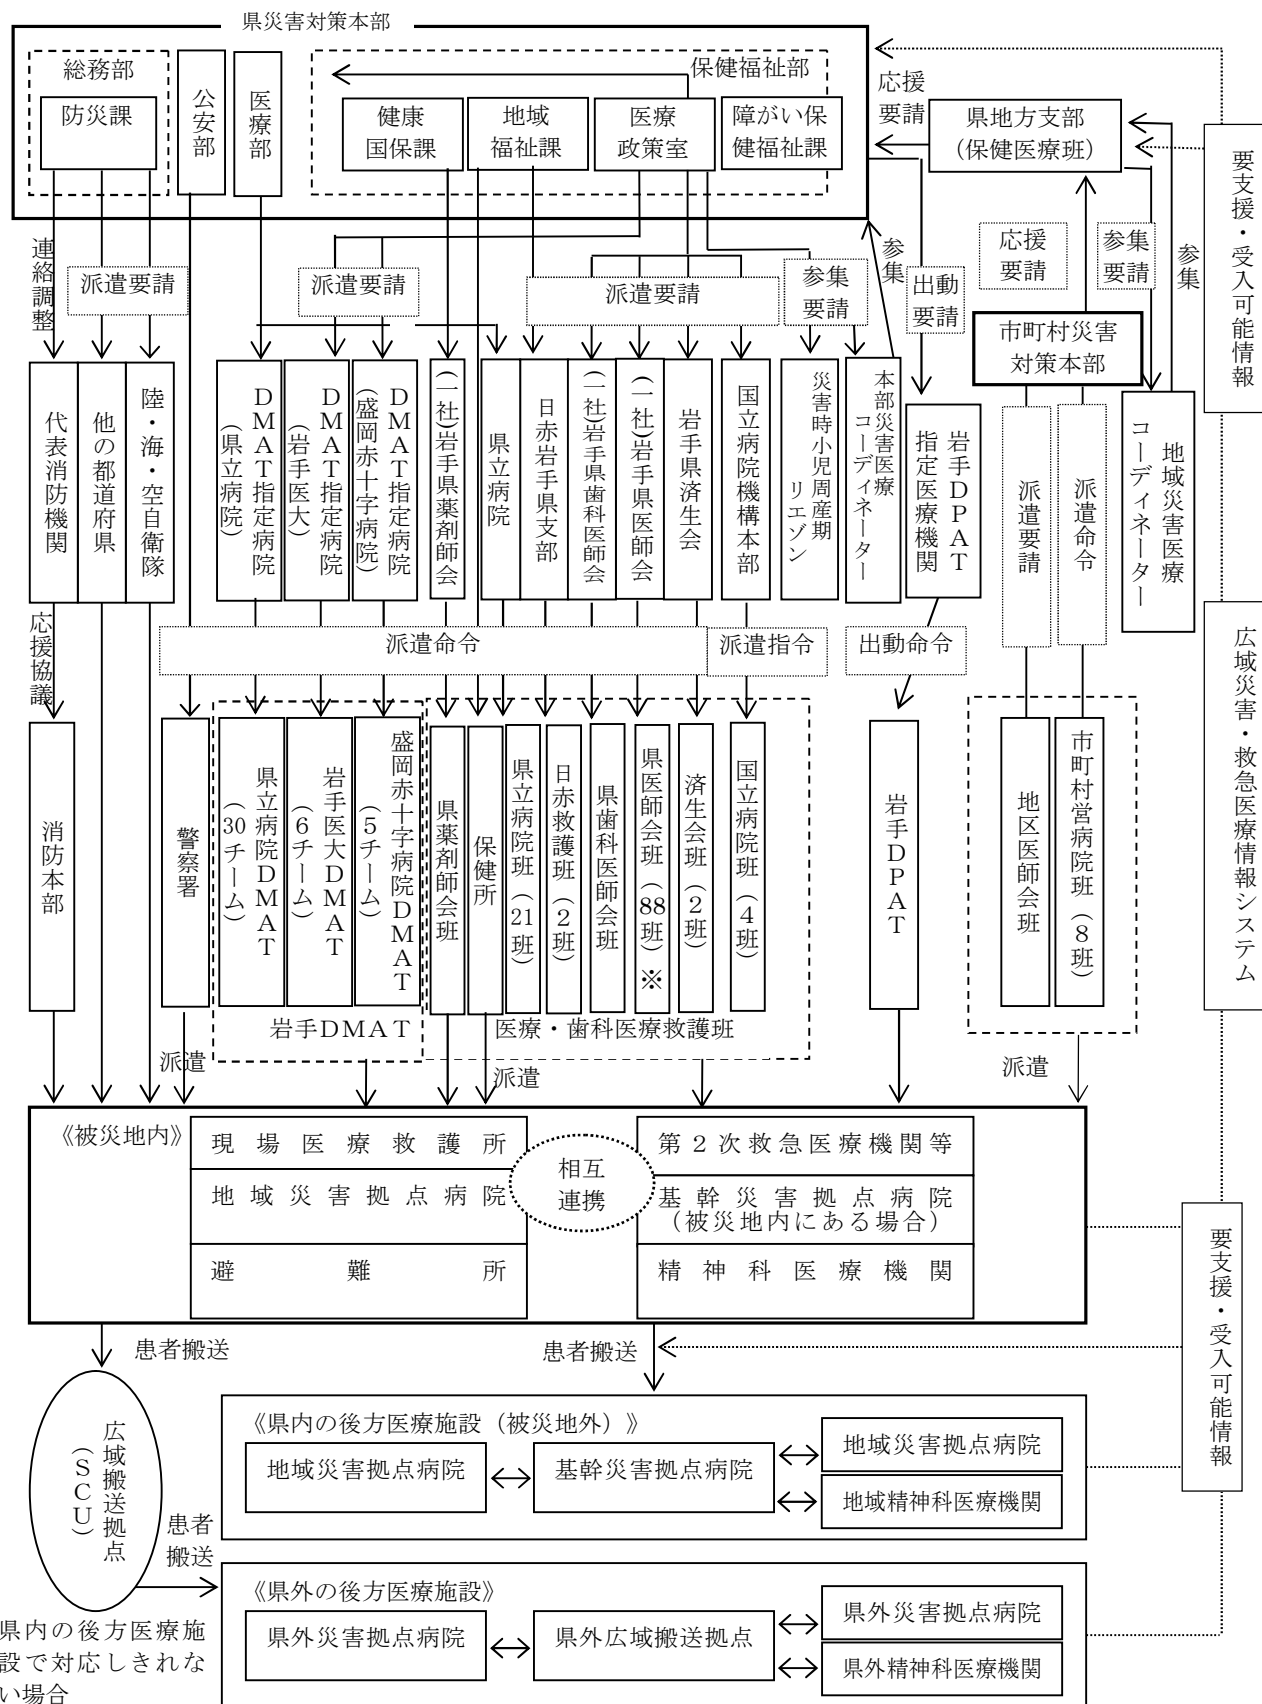 県災害対策本部
総務部
防災課
公安部
医療部
保健福祉部
健康
国保課
地域
福祉課
医療
政策室
障がい保
健福祉課
応援
要請
県地方支部
(保健医療班)
要支援・受入可能情報
連絡調整
派遣要請
派遣要請
派遣要請
参集
要請
参集
出動
要請
応援
要請
参集
要請
参集
市町村災害
対策本部
代表消防機関
他の都道府県
陸・海・空自衛隊
DMAT指定病院
(県立病院)
DMAT指定病院
(岩手医大)
DMAT指定病院
(盛岡赤十字病院)
(一社)岩手県薬剤師会
県立病院
日赤岩手県支部
(一社)岩手県歯科医師会
(一社)岩手県医師会
岩手県済生会
国立病院機構本部
災害時小児周産期
リエゾン
本部災害医療
コーディネーター
岩手DPAT
指定医療機関
派遣要請
派遣命令
地域災害医療
コーディネーター
応援協議
派遣命令
派遣指令
出動命令
広域災害・救急医療情報システム
消防本部
警察署
県立病院DMAT
(30チーム)
岩手医大DMAT
(6チーム)
盛岡赤十字病院DMAT
(5チーム)
県薬剤師会班
保健所
県立病院班(21班)
日赤救護班(2班)
県歯科医師会班
県医師会班(88班)※
済生会班(2班)
国立病院班(4班)
岩手DPAT
地区医師会班
市町村営病院班(8班)
岩手DMAT
医療・歯科医療救護班
派遣
派遣
派遣
《被災地内》
現場医療救護所
地域災害拠点病院
避難所
相互
連携
第2次救急医療機関等
基幹災害拠点病院
(被災地内にある場合)
精神科医療機関
要支援・受入可能情報
患者搬送
患者搬送
広域搬送拠点
(SCU)
《県内の後方医療施設(被災地外)》
地域災害拠点病院
基幹災害拠点病院
地域災害拠点病院
地域精神科医療機関
患者
搬送
《県外の後方医療施設》
県外災害拠点病院
県外広域搬送拠点
県外災害拠点病院
県外精神科医療機関
県内の後方医療施
設で対応しきれな
い場合